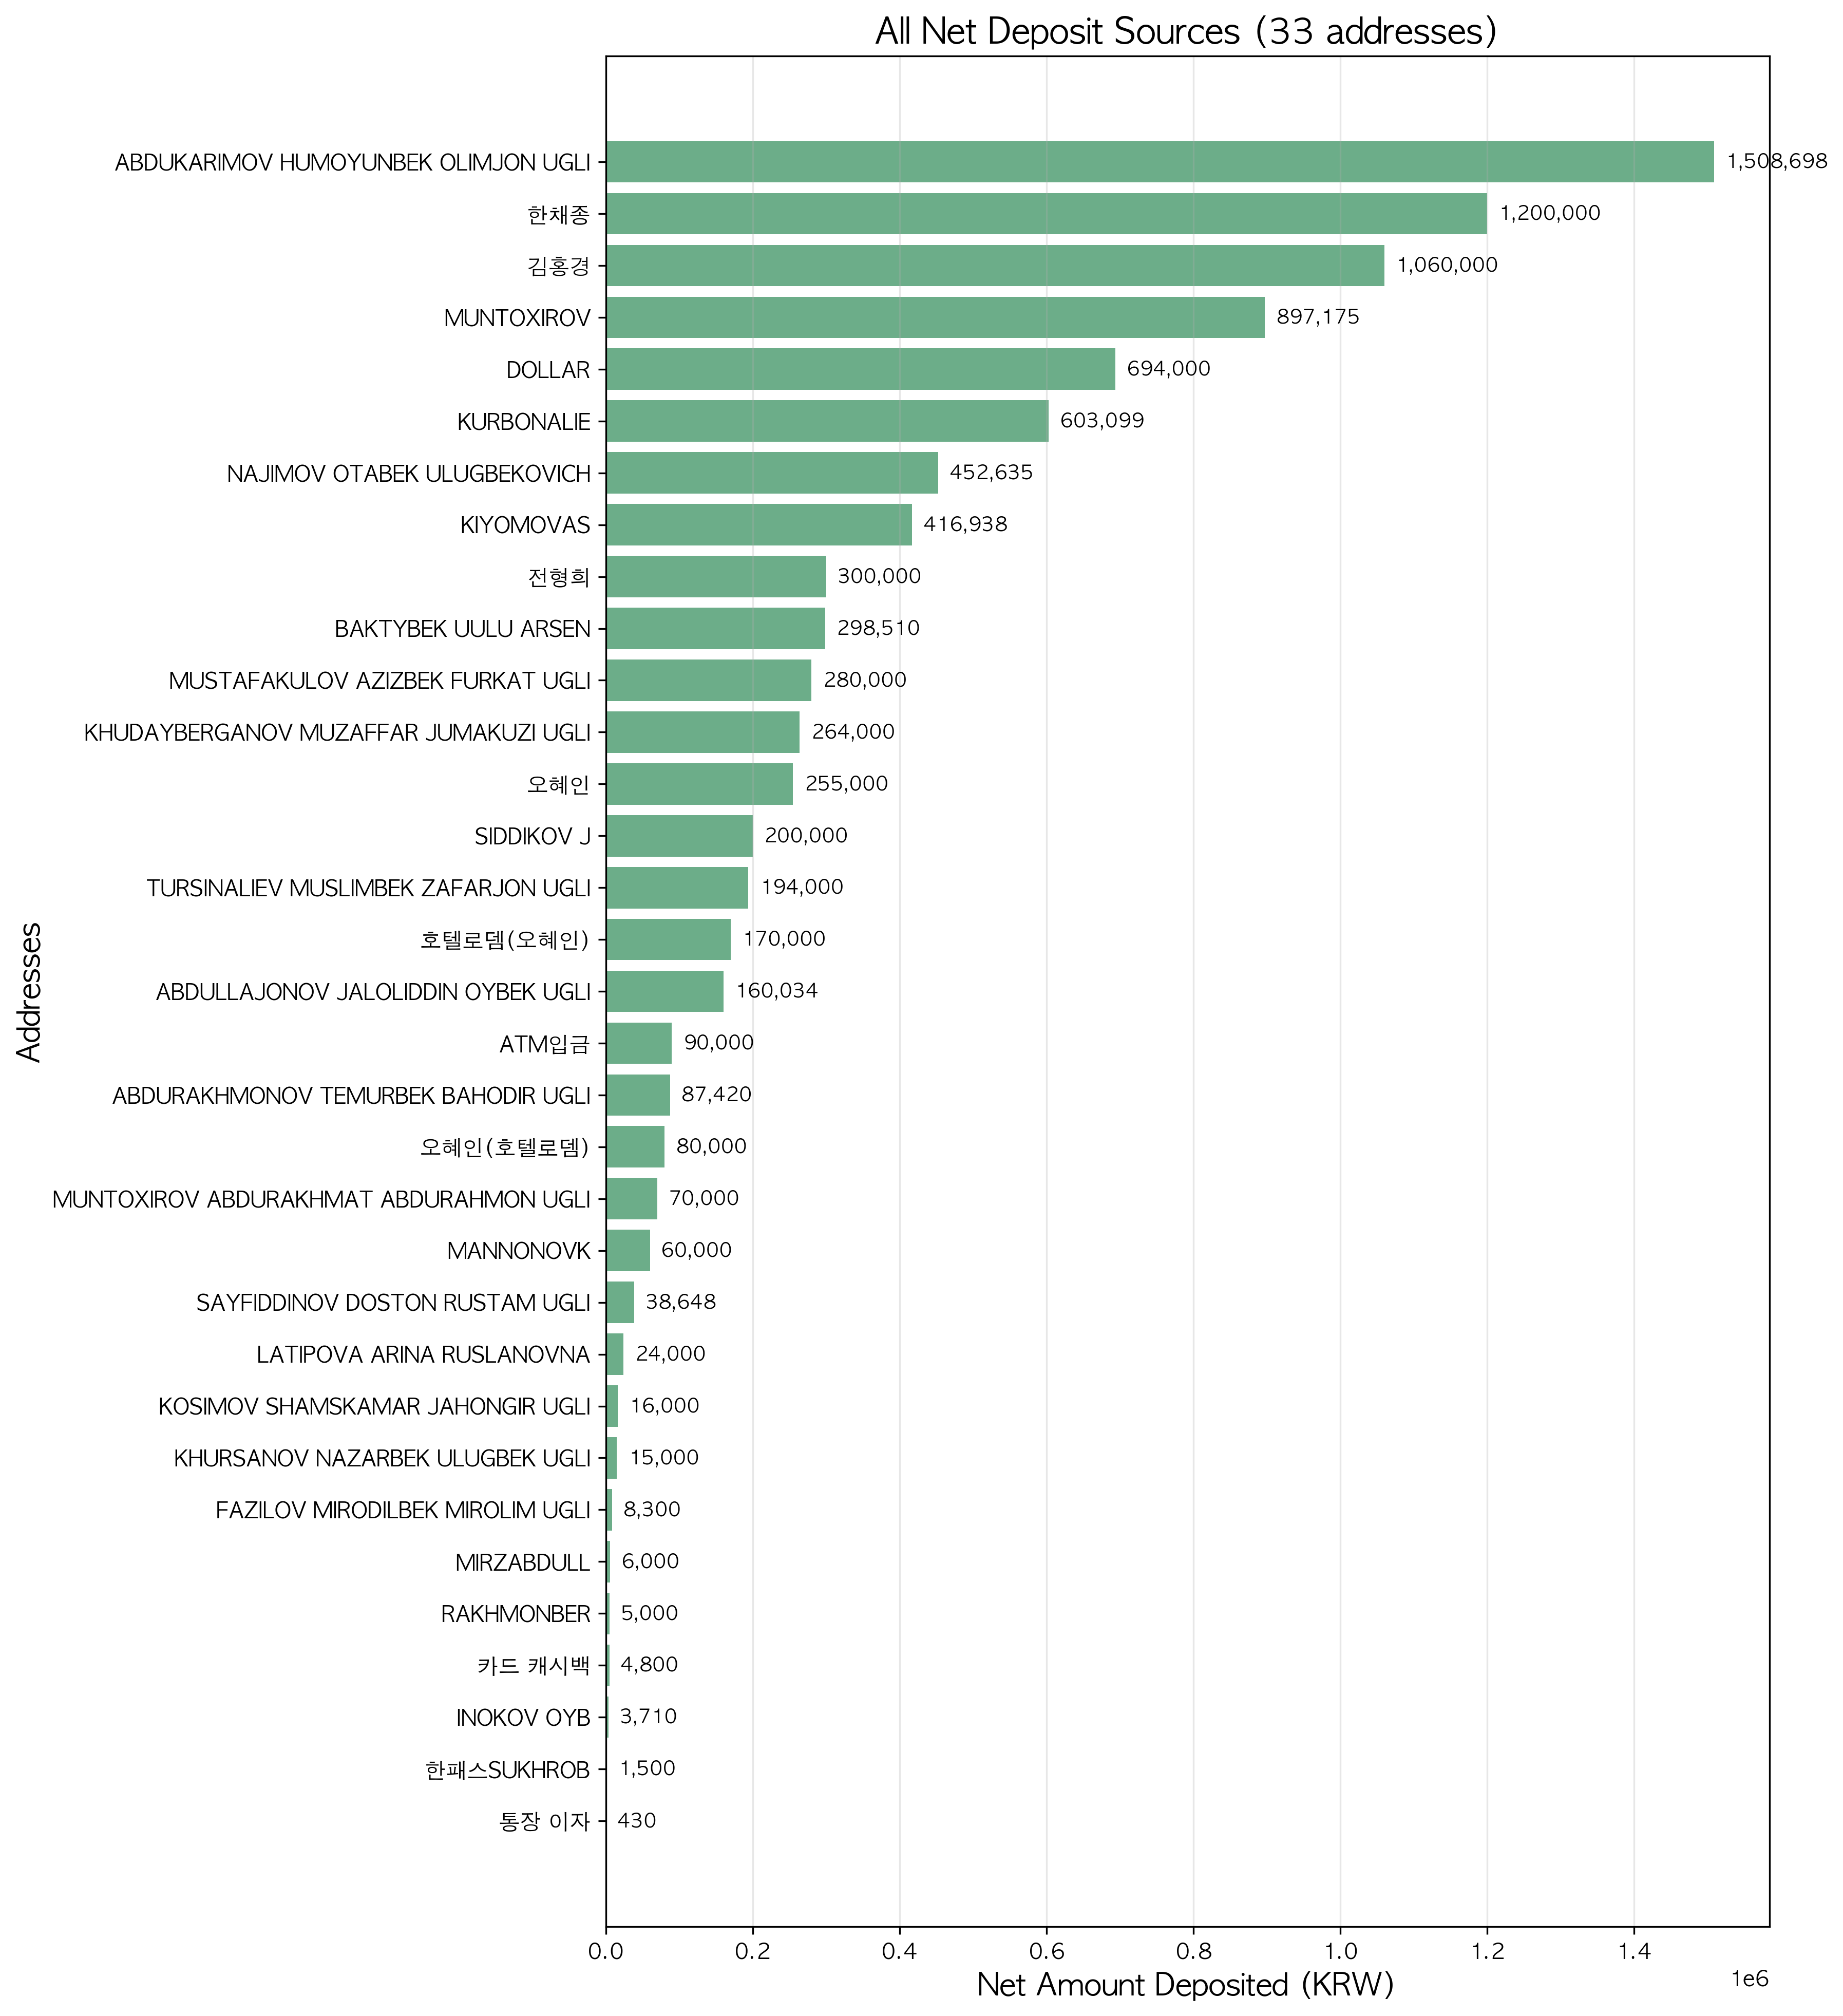 All Net Deposit Sources (33 addresses)
ABDUKARIMOV HUMOYUNBEK OLIMJON UGLI 1,508,698
한채종 1,200,000
김홍경 1,060,000
MUNTOXIROV 897,175
DOLLAR 694,000
KURBONALIE 603,099
NAJIMOV OTABEK ULUGBEKOVICH 452,635
KIYOMOVAS 416,938
전형희 300,000
BAKTYBEK UULU ARSEN 298,510
MUSTAFAKULOV AZIZBEK FURKAT UGLI 280,000
KHUDAYBERGANOV MUZAFFAR JUMAKUZI UGLI 264,000
오혜인 255,000
SIDDIKOV J 200,000
TURSINALIEV MUSLIMBEK ZAFARJON UGLI 194,000
호텔로뎀(오혜인) 170,000
ABDULLAJONOV JALOLIDDIN OYBEK UGLI 160,034
ATM입금 90,000
ABDURAKHMONOV TEMURBEK BAHODIR UGLI 87,420
오혜인(호텔로뎀) 80,000
MUNTOXIROV ABDURAKHMAT ABDURAHMON UGLI 70,000
MANNONOVK 60,000
SAYFIDDINOV DOSTON RUSTAM UGLI 38,648
LATIPOVA ARINA RUSLANOVNA 24,000
KOSIMOV SHAMSKAMAR JAHONGIR UGLI 16,000
KHURSANOV NAZARBEK ULUGBEK UGLI 15,000
FAZILOV MIRODILBEK MIROLIM UGLI 8,300
MIRZABDULL 6,000
RAKHMONBER 5,000
카드 캐시백 4,800
INOKOV OYB 3,710
한패스SUKHROB 1,500
통장 이자 430
Addresses
0.0 0.2 0.4 0.6 0.8 1.0 1.2 1.4
1e6
Net Amount Deposited (KRW)